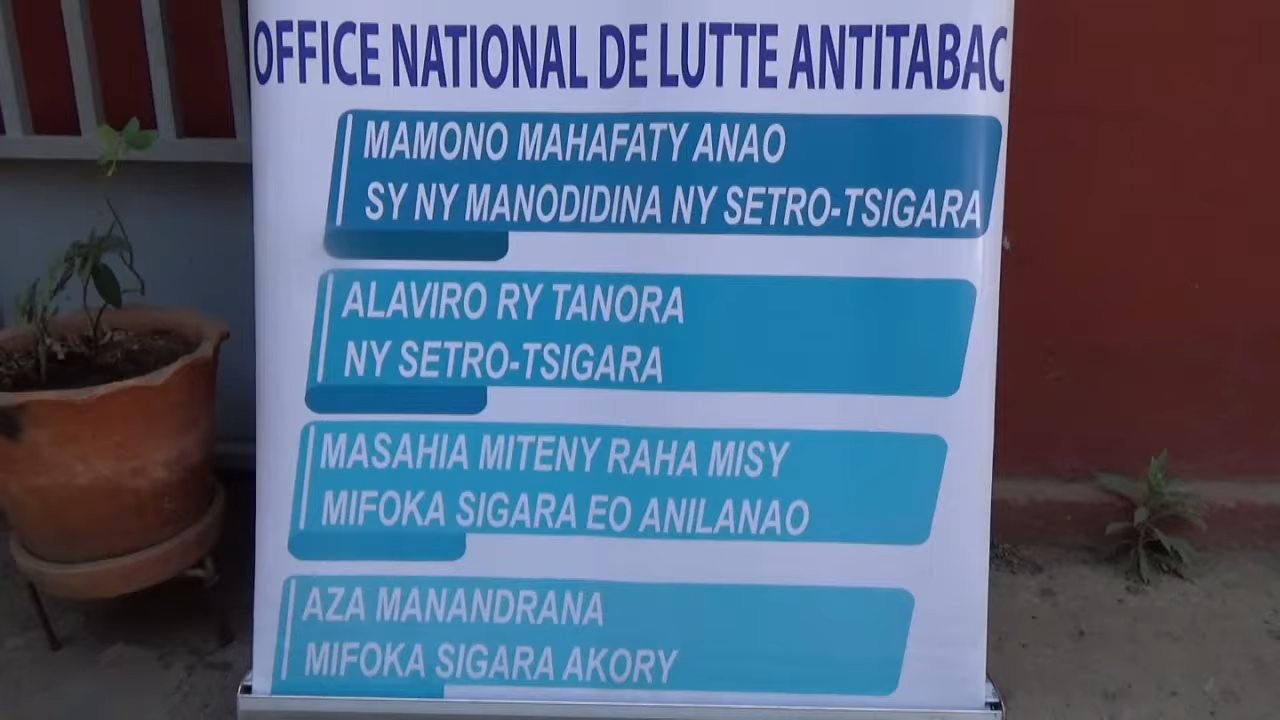 OFFICE NATIONAL DE LUTTE ANTITABAC
MAMONO MAHAFATY ANAO
SY NY MANODIDINA NY SETRO-TSIGARA
ALAVIRO RY TANORA
NY SETRO-TSIGARA
MASAHIA MITENY RAHA MISY
MIFOKA SIGARA EO ANILANAO
AZA MANANDRANA
MIFOKA SIGARA AKORY